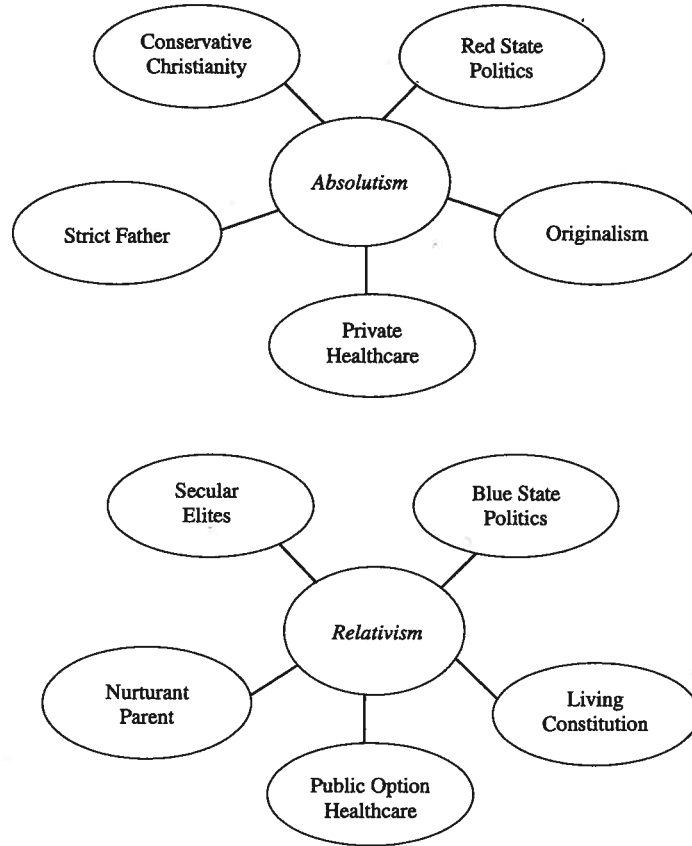 Conservative
Christianity
Red State
Politics
Absolutism
Strict Father
Originalism
Private
Healthcare
Secular
Elites
Blue State
Politics
Relativism
Nurturant
Parent
Living
Constitution
Public Option
Healthcare